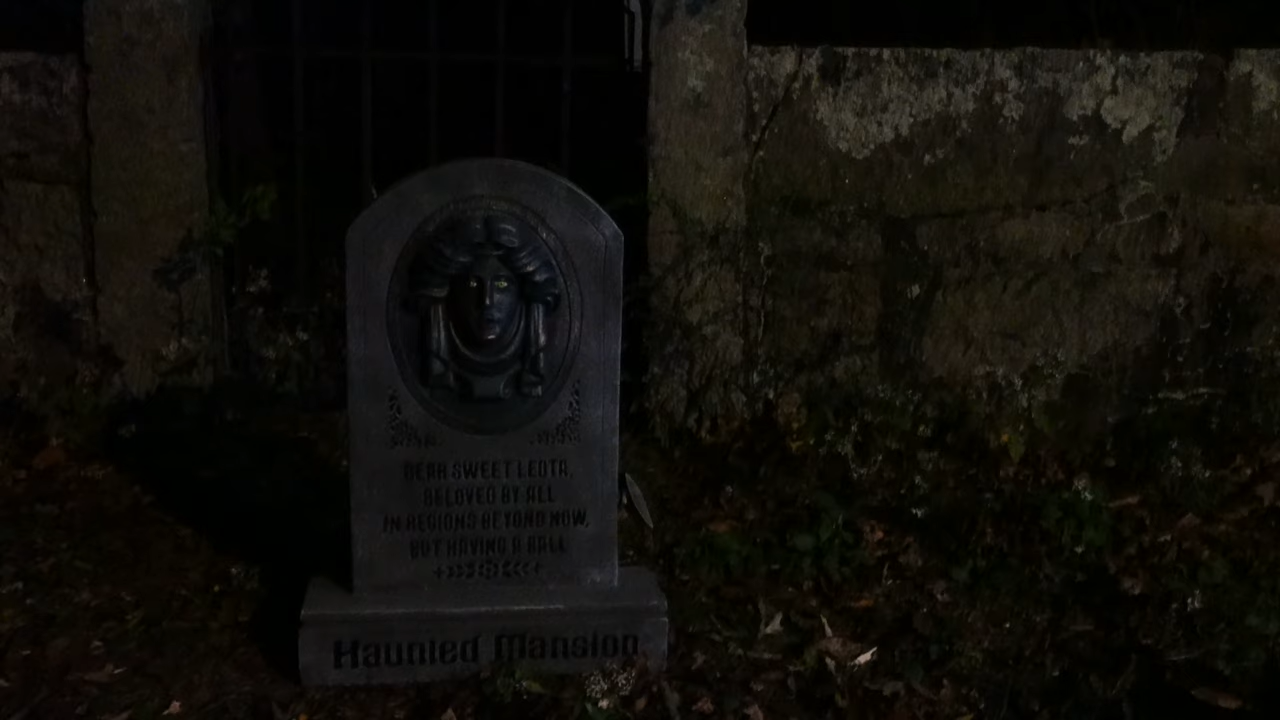 DEAR SWEET LEOTA,
BELOVED BY ALL
IN REGIONS BEYOND NOW,
BUT HAVING A BALL
Haunted Mansion